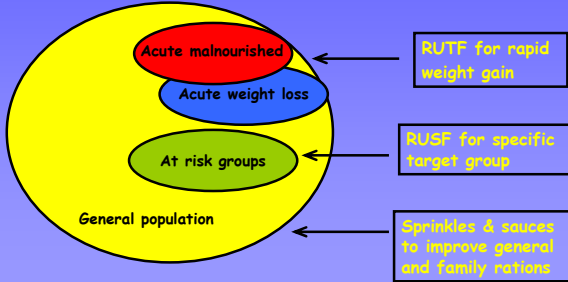 Acute malnourished
Acute weight loss
At risk groups
General population
RUTF for rapid
weight gain
RUSF for specific
target group
Sprinkles & sauces
to improve general
and family rations